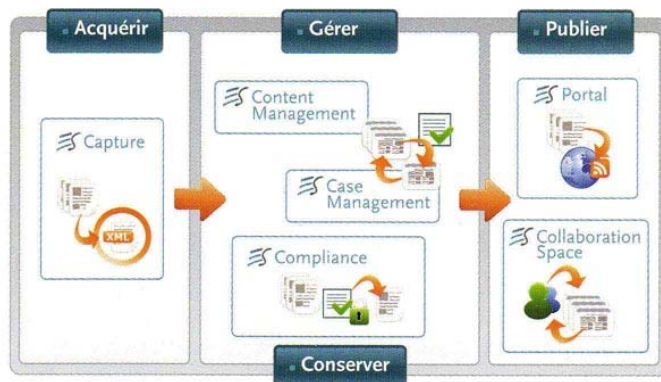 Acquérir
Capture
XML
Gérer
Content
Management
Case
Management
Compliance
Publier
Portal
Collaboration
Space
Conserver